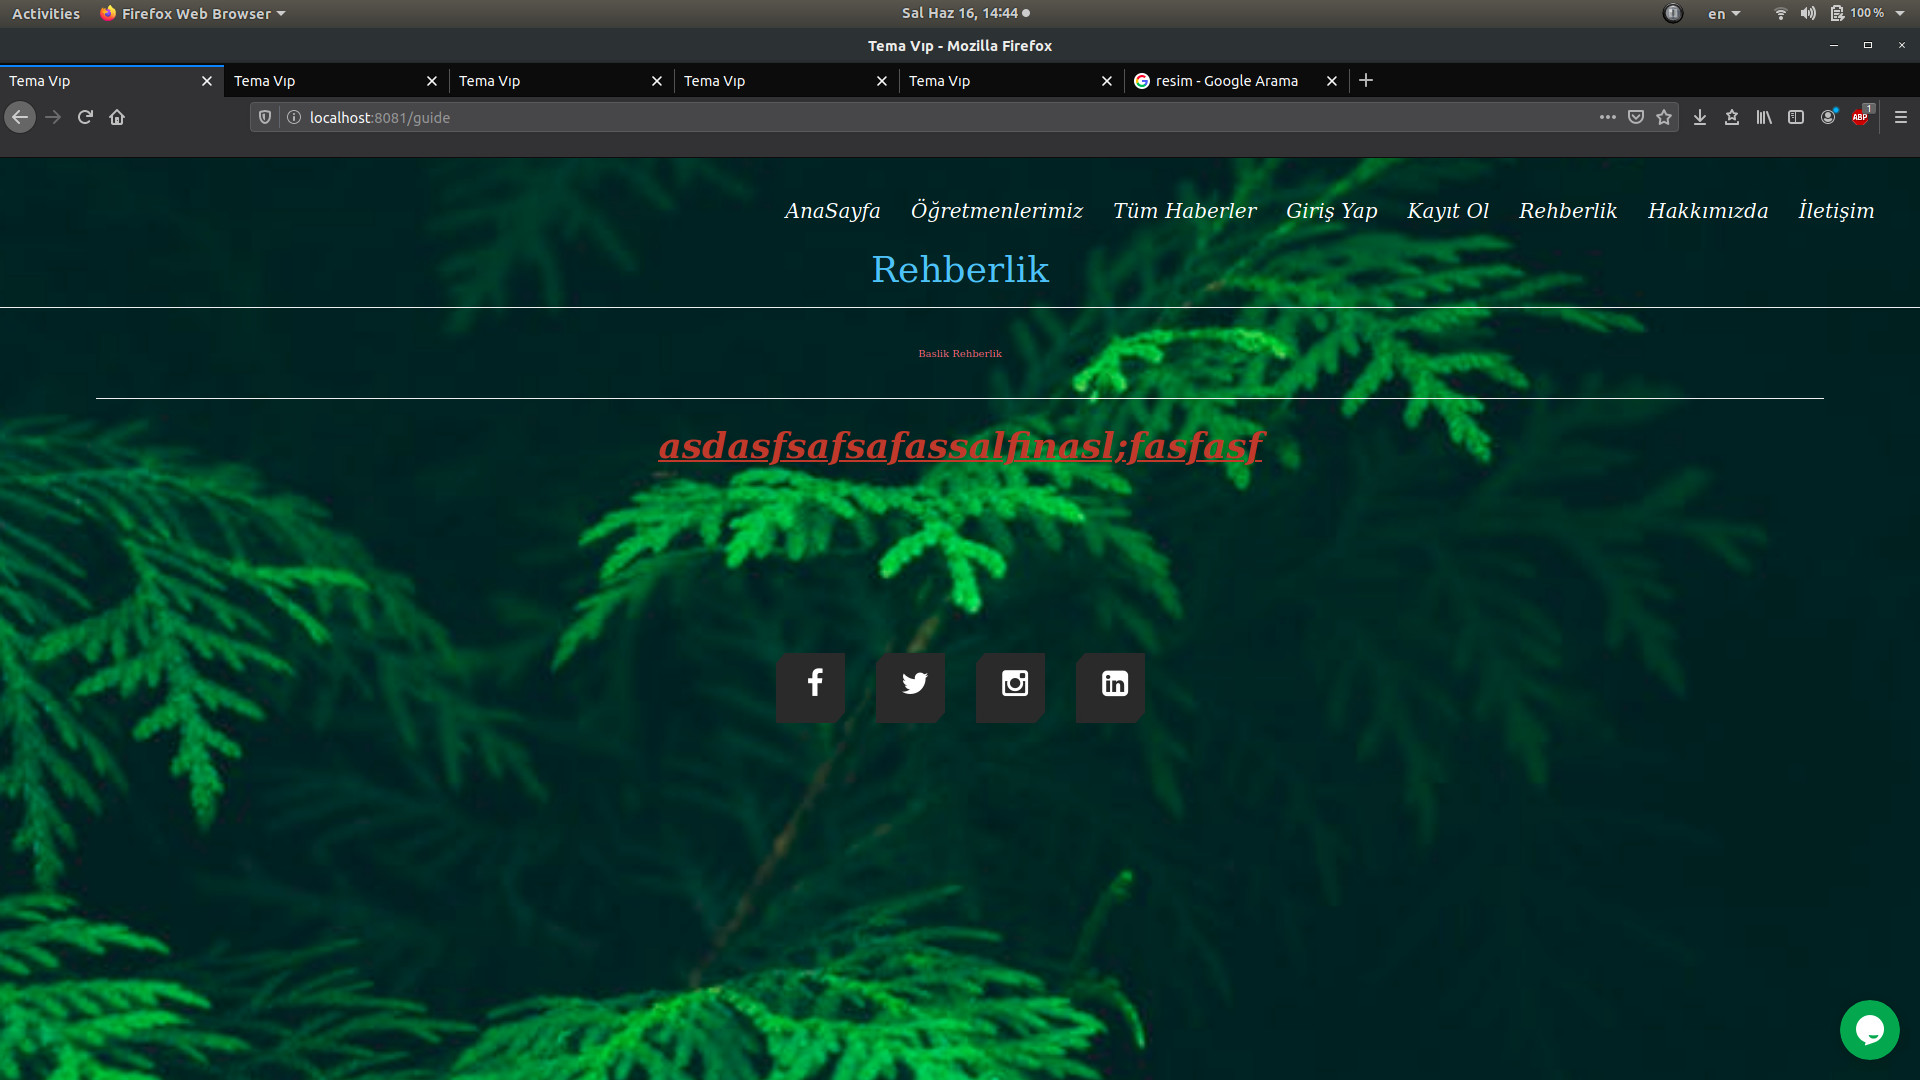 Activities Firefox Web Browser Sal Haz 16, 14:44 en 100 %
Tema Vıp - Mozilla Firefox
Tema Vıp Tema Vıp Tema Vıp Tema Vıp Tema Vıp resim - Google Arama
localhost:8081/guide ABP 1
AnaSayfa Öğretmenlerimiz Tüm Haberler Giriş Yap Kayıt Ol Rehberlik Hakkımızda İletişim
Rehberlik
Baslik Rehberlik
asdasfsafsafassalfinasl;fasfasf